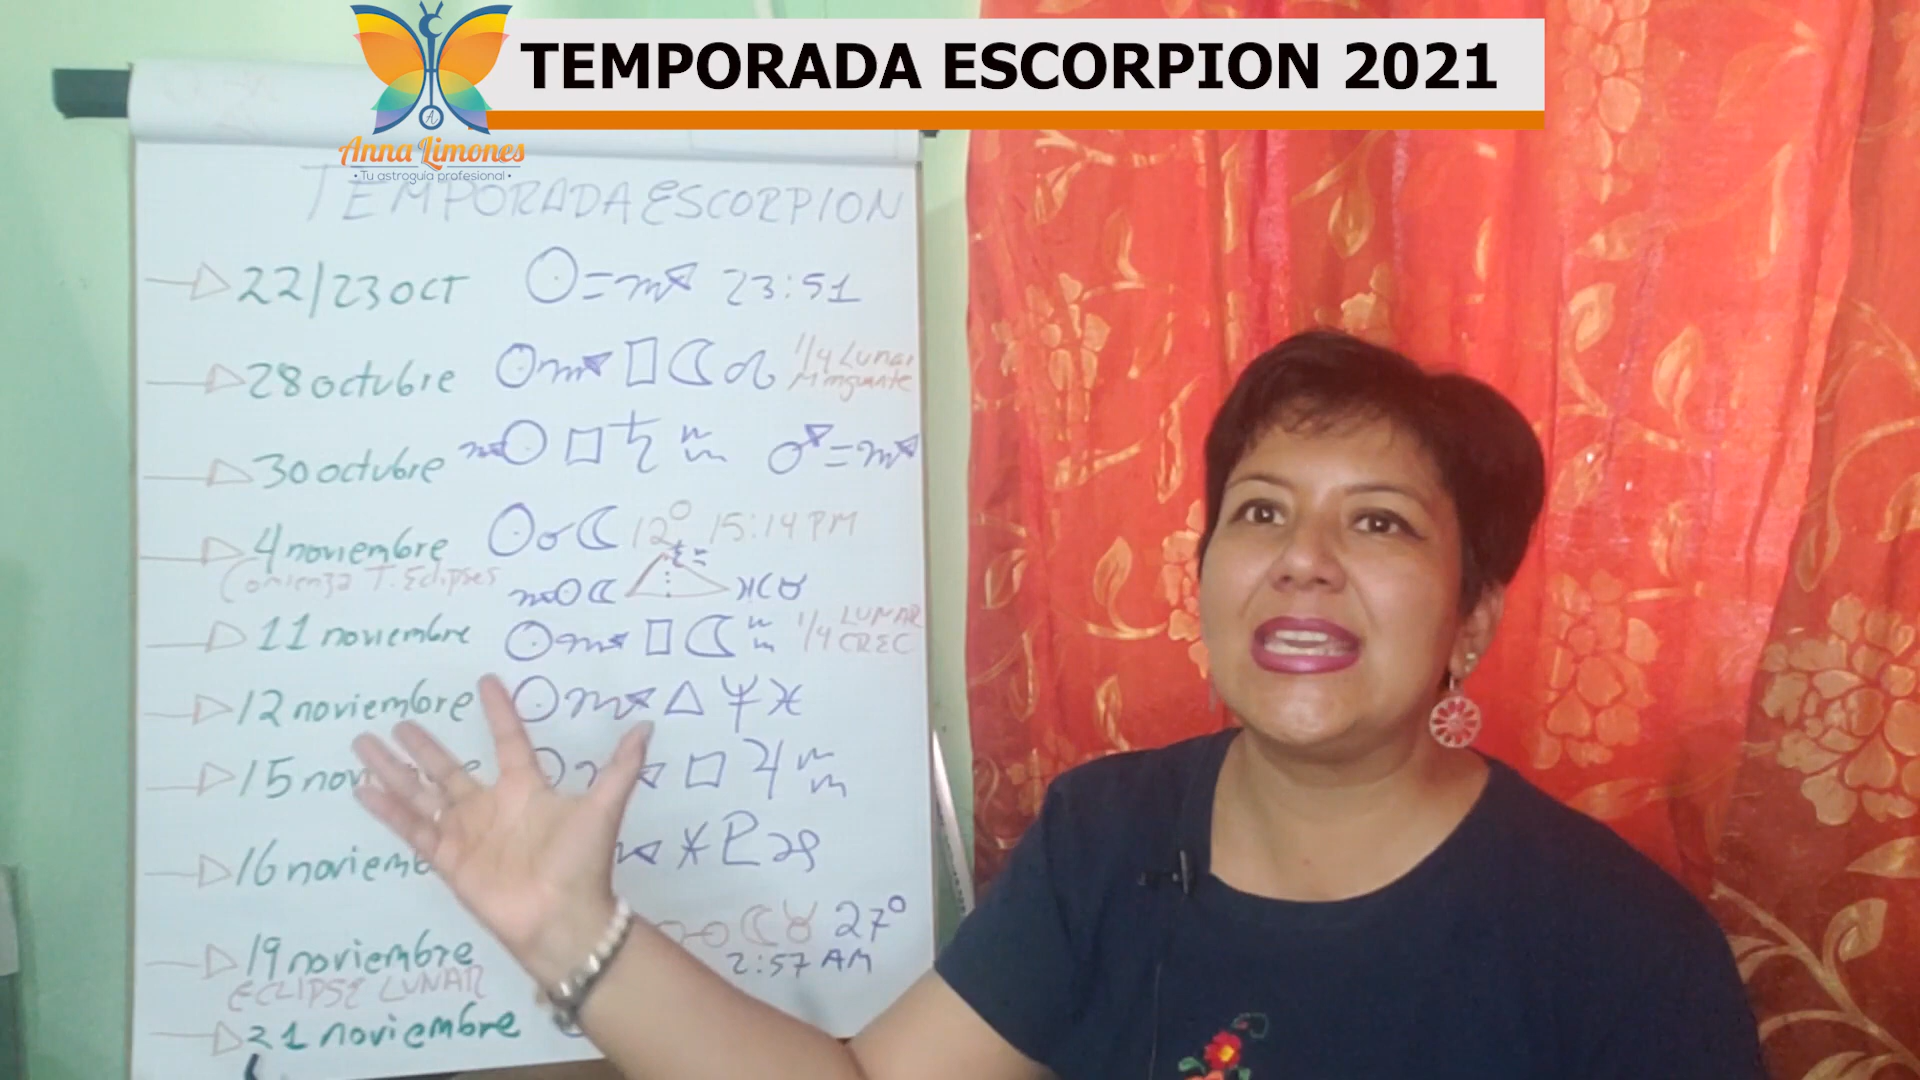 TEMPORADA ESCORPION 2021
Anna Limones
• Tu astroguía profesional •
TEMPORADA ESCORPION
22/23 OCT ☉=♏ 23:51
28 octubre ☉♏□☾♌ 1/4 Lunar
Minguante
30 octubre ♏☉□♄♒ ♂=♏
4 noviembre ☉☌☾ 12° 15:14 PM
Comienza T. Eclipses
11 noviembre ☉♏□☾♒ 1/4 LUNAR
CREC
12 noviembre ☉♏△♆♓
15 nov □♃♒
16 noviemb
19 noviembre ☍☾♉ 27°
ECLIPSE LUNAR 2:57 AM
21 noviembre